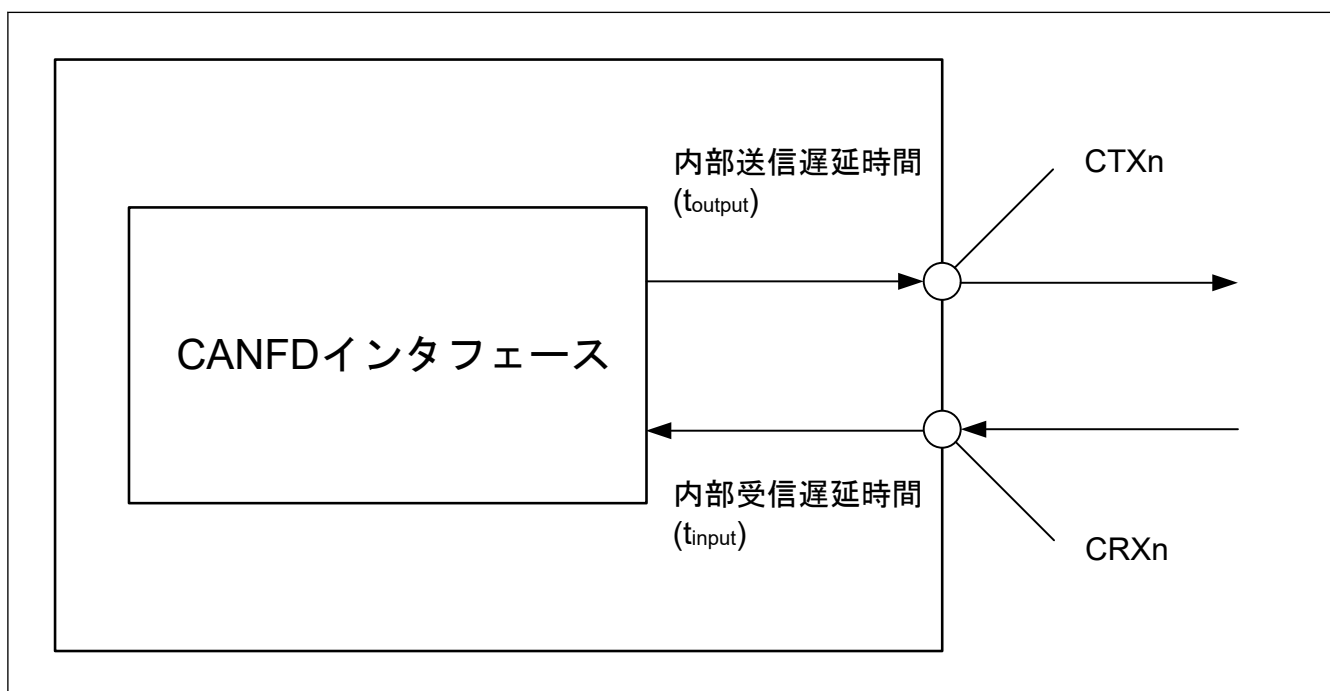 内部送信遅延時間
(toutput)
CTXn
CANFDインタフェース
内部受信遅延時間
(tinput)
CRXn